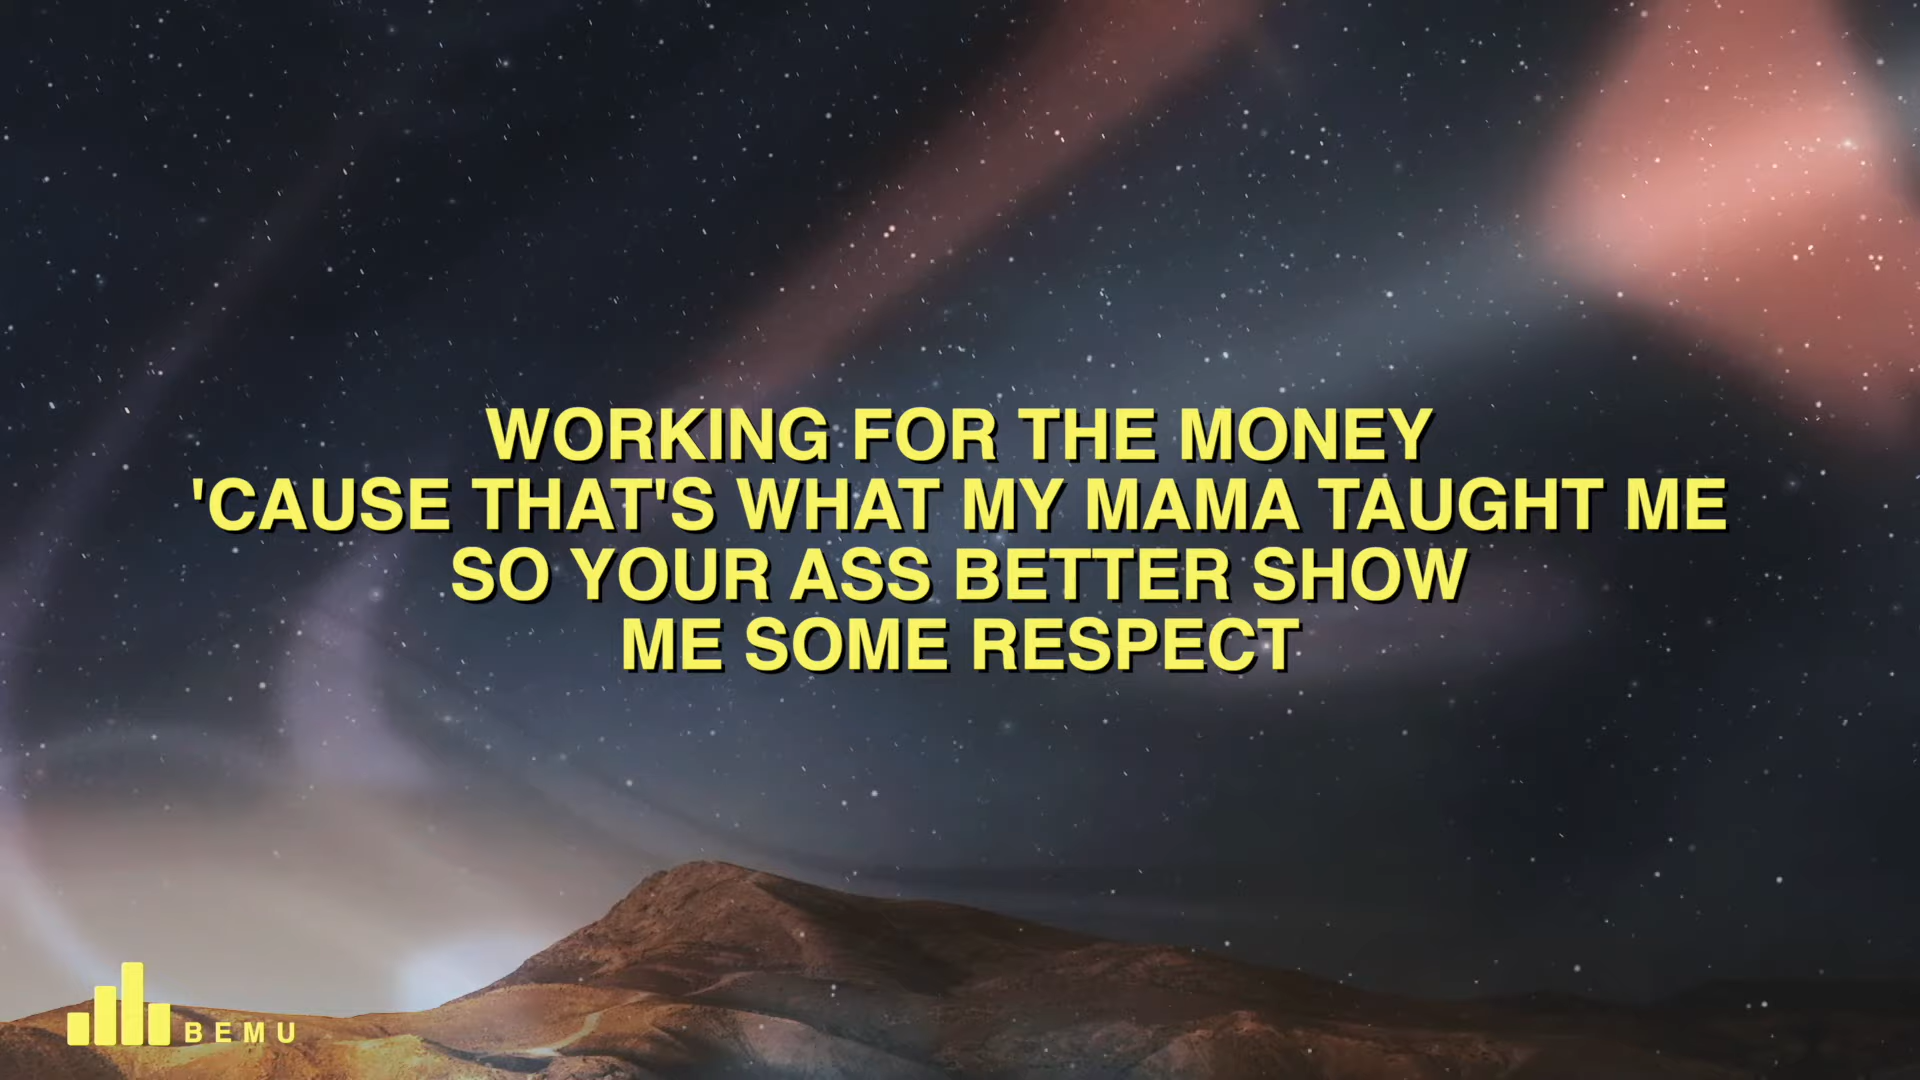 WORKING FOR THE MONEY
'CAUSE THAT'S WHAT MY MAMA TAUGHT ME
SO YOUR ASS BETTER SHOW
ME SOME RESPECT
BEMU